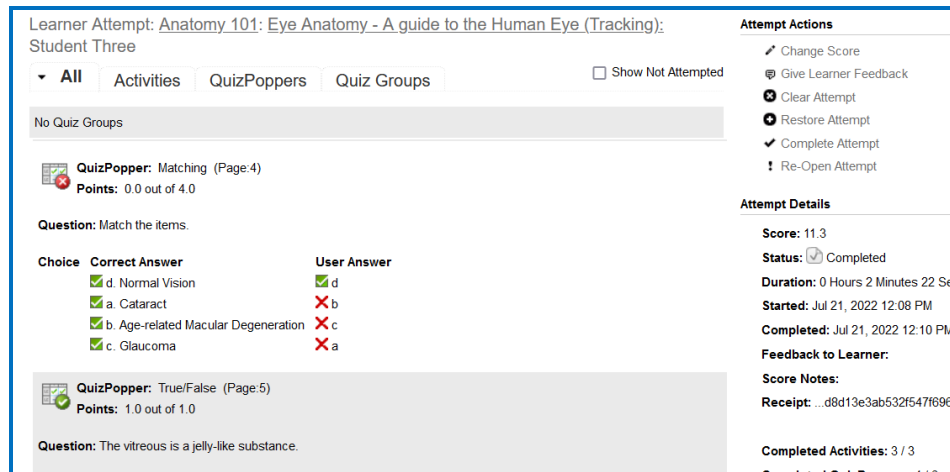 Learner Attempt: Anatomy 101: Eye Anatomy - A guide to the Human Eye (Tracking):
Student Three
All Activities QuizPoppers Quiz Groups Show Not Attempted
No Quiz Groups
QuizPopper: Matching (Page:4)
Points: 0.0 out of 4.0
Question: Match the items.
Choice Correct Answer User Answer
d. Normal Vision d
a. Cataract b
b. Age-related Macular Degeneration c
c. Glaucoma a
QuizPopper: True/False (Page:5)
Points: 1.0 out of 1.0
Question: The vitreous is a jelly-like substance.
Attempt Actions
Change Score
Give Learner Feedback
Clear Attempt
Restore Attempt
Complete Attempt
Re-Open Attempt
Attempt Details
Score: 11.3
Status: Completed
Duration: 0 Hours 2 Minutes 22 Se
Started: Jul 21, 2022 12:08 PM
Completed: Jul 21, 2022 12:10 PM
Feedback to Learner:
Score Notes:
Receipt: ...d8d13e3ab532f547f696
Completed Activities: 3 / 3